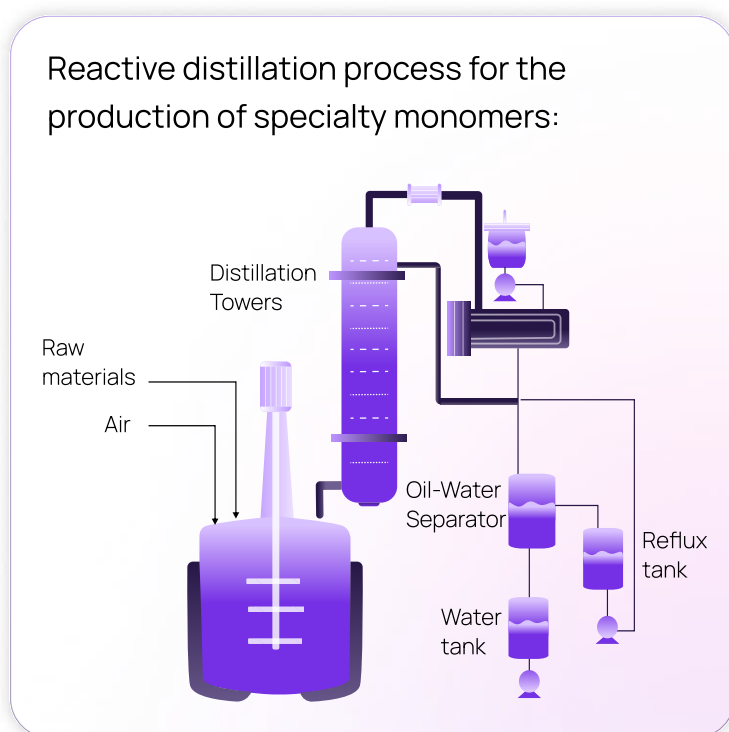 Reactive distillation process for the
production of specialty monomers:
Distillation
Towers
Raw
materials
Air
Oil-Water
Separator
Reflux
tank
Water
tank